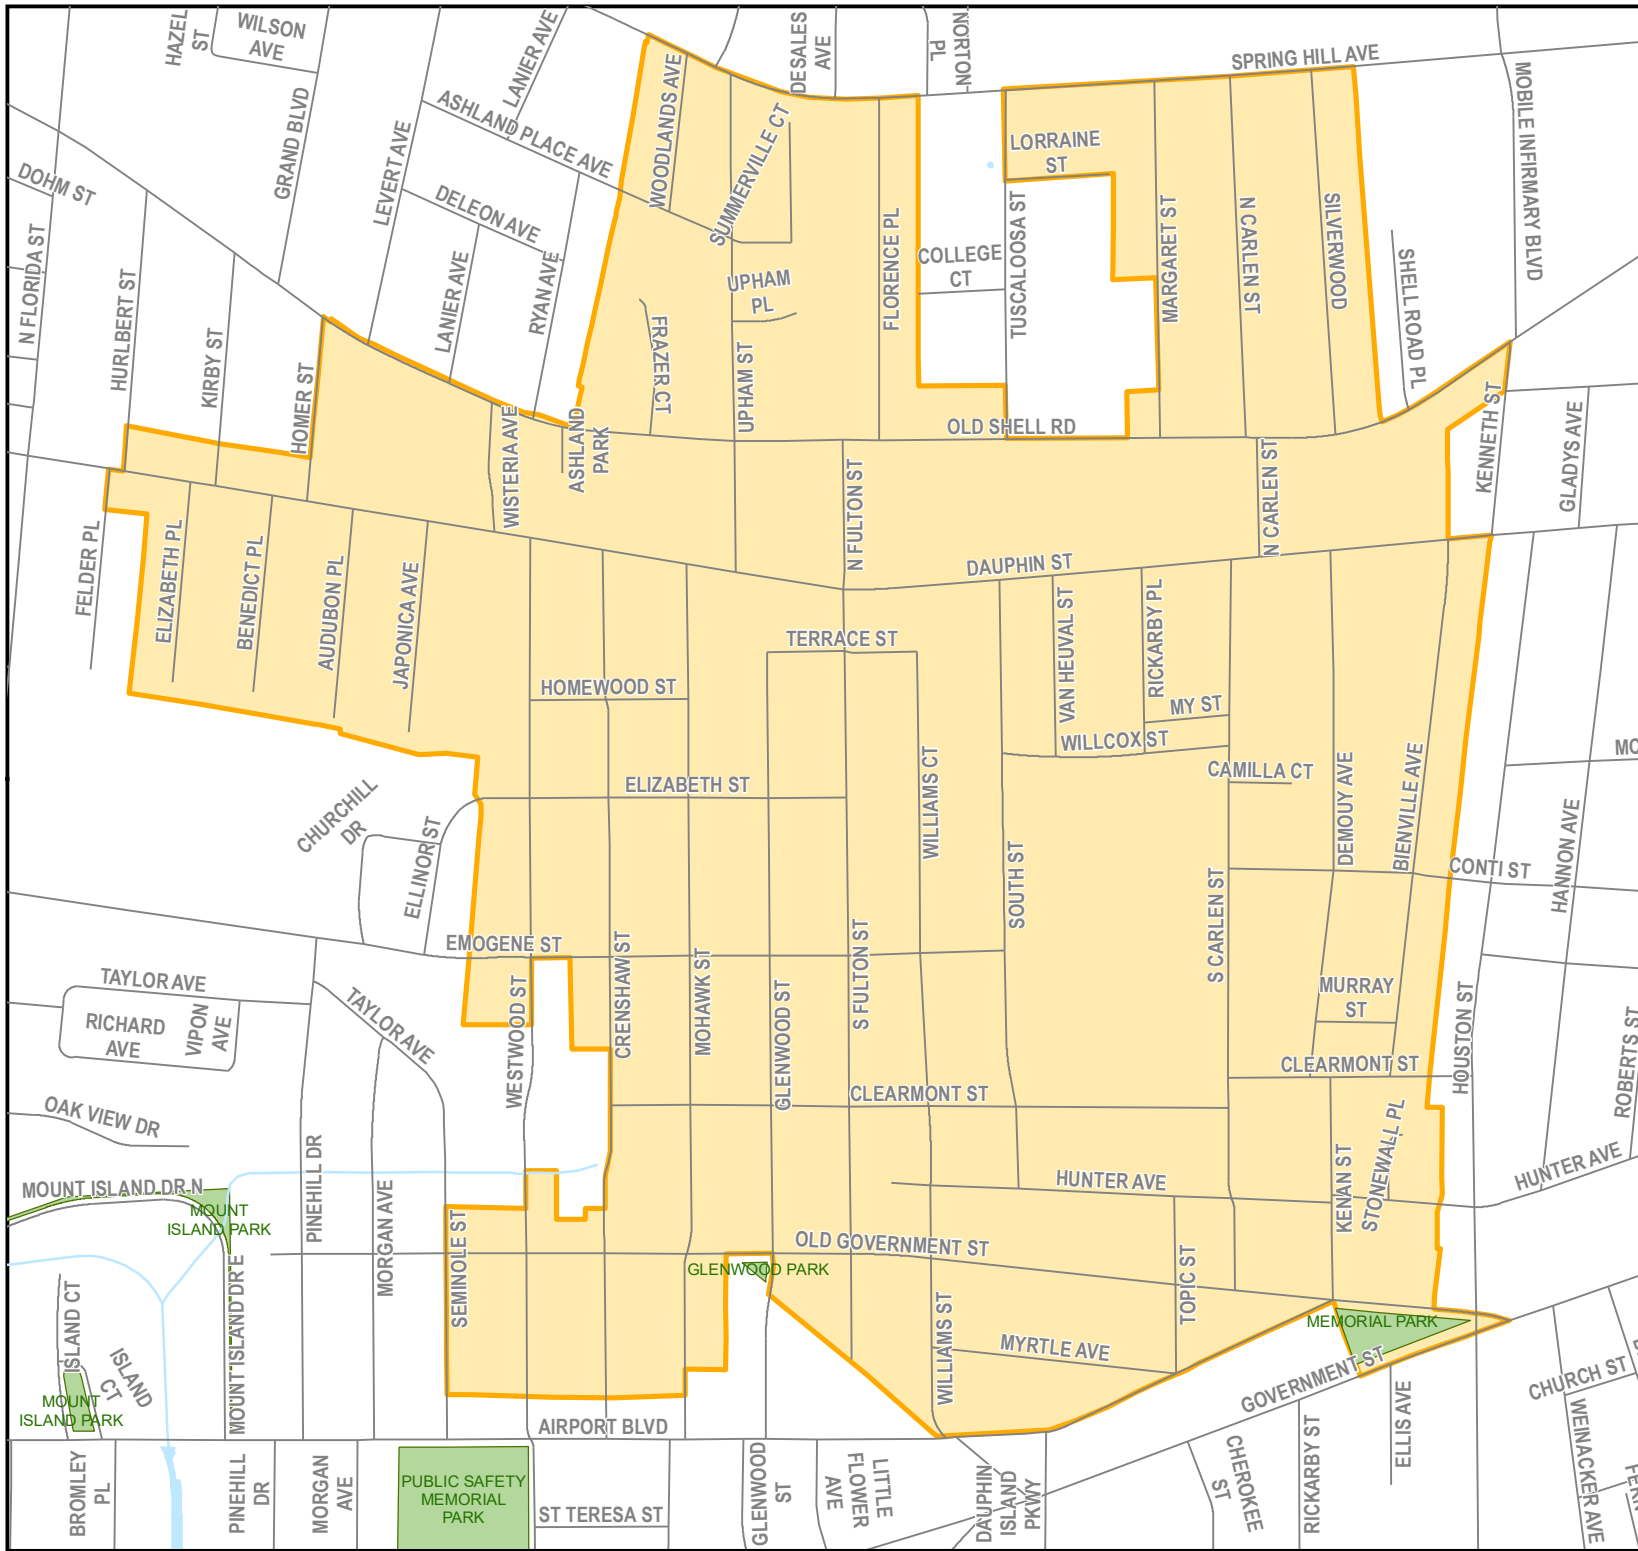 HAZEL
ST
WILSON
AVE
LANIER AVE
DESALES
AVE
NORTON
PL
SPRING HILL AVE
MOBILE INFIRMARY BLVD
GRAND BLVD
LEVERT AVE
ASHLAND PLACE AVE
WOODLANDS AVE
SUMMERVILLE CT
LORRAINE
ST
DOHM ST
DELEON AVE
N FLORIDA ST
HURLBERT ST
KIRBY ST
HOMER ST
LANIER AVE
RYAN AVE
FRAZER CT
UPHAM
PL
UPHAM ST
FLORENCE PL
COLLEGE
CT
TUSCALOOSA ST
MARGARET ST
N CARLEN ST
SILVERWOOD
SHELL ROAD PL
OLD SHELL RD
WISTERIA AVE
ASHLAND
PARK
N FULTON ST
N CARLEN ST
KENNETH ST
GLADYS AVE
FELDER PL
ELIZABETH PL
BENEDICT PL
AUDUBON PL
JAPONICA AVE
DAUPHIN ST
TERRACE ST
VAN HEUVAL ST
RICKARBY PL
HOMEWOOD ST
MY ST
WILLCOX ST
CAMILLA CT
MO
CHURCHILL
DR
ELLINOR ST
ELIZABETH ST
WILLIAMS CT
SOUTH ST
S CARLEN ST
DEMOUY AVE
BIENVILLE AVE
CONTI ST
HANNON AVE
EMOGENE ST
TAYLOR AVE
RICHARD
AVE
VIPON
AVE
TAYLOR AVE
WESTWOOD ST
CRENSHAW ST
MOHAWK ST
GLENWOOD ST
S FULTON ST
MURRAY
ST
HOUSTON ST
ROBERTS ST
CLEARMONT ST
CLEARMONT ST
OAK VIEW DR
PINEHILL DR
MORGAN AVE
HUNTER AVE
KENAN ST
STONEWALL PL
HUNTER AVE
MOUNT ISLAND DR N
MOUNT
ISLAND PARK
MOUNT ISLAND DR E
SEMINOLE ST
OLD GOVERNMENT ST
GLENWOOD PARK
TOPIC ST
MEMORIAL PARK
ISLAND CT
ISLAND
CT
MOUNT
ISLAND PARK
WILLIAMS ST
MYRTLE AVE
GOVERNMENT ST
CHURCH ST
AIRPORT BLVD
BROMLEY
PL
PINEHILL
DR
MORGAN
AVE
PUBLIC SAFETY
MEMORIAL
PARK
ST TERESA ST
GLENWOOD
ST
LITTLE
FLOWER
AVE
DAUPHIN
ISLAND
PKWY
CHEROKEE
ST
RICKARBY ST
ELLIS AVE
WEINACKER AVE